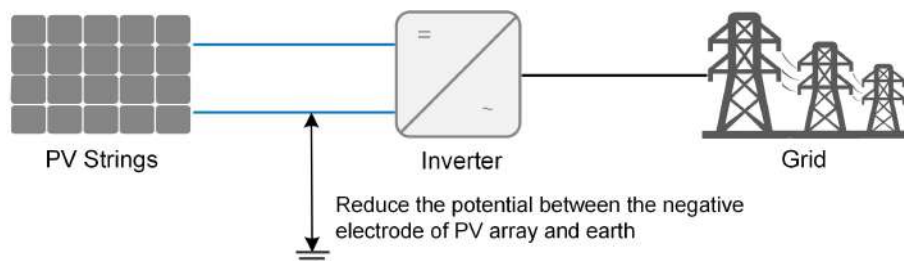 =
~
PV Strings
Inverter
Grid
Reduce the potential between the negative
electrode of PV array and earth